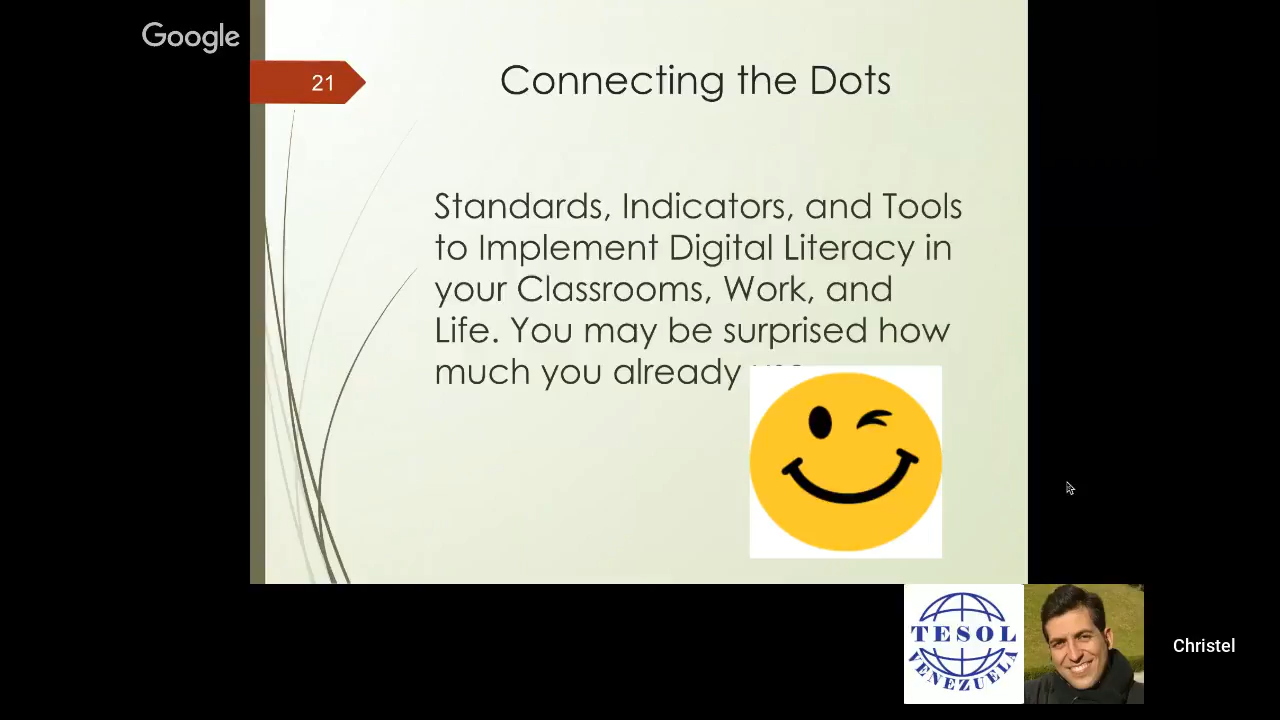 Google
21
Connecting the Dots
Standards, Indicators, and Tools
to Implement Digital Literacy in
your Classrooms, Work, and
Life. You may be surprised how
much you already
TESOL
VENEZUELA
Christel